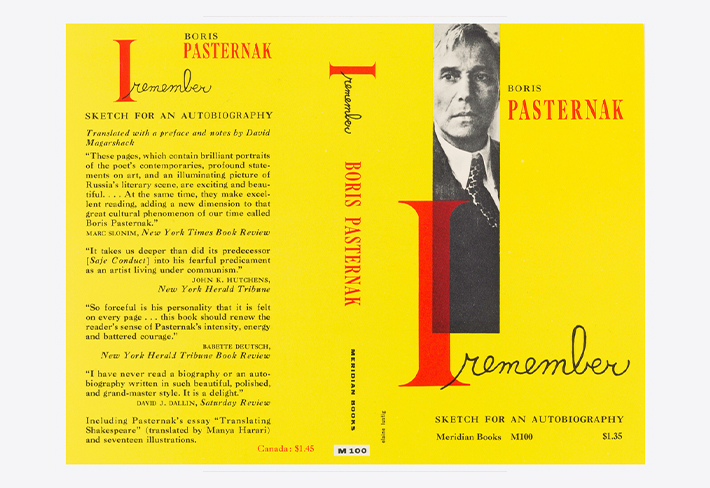 BORIS
PASTERNAK
I remember
SKETCH FOR AN AUTOBIOGRAPHY
Translated with a preface and notes by David
Magarshack
“These pages, which contain brilliant portraits
of the poet's contemporaries, profound state-
ments on art, and an illuminating picture of
Russia's literary scene, are exciting and beau-
tiful. . . . At the same time, they make excel-
lent reading, adding a new dimension to that
great cultural phenomenon of our time called
Boris Pasternak.”
MARC SLONIM, New York Times Book Review
“It takes us deeper than did its predecessor
[Safe Conduct] into his fearful predicament
as an artist living under communism.”
JOHN K. HUTCHENS,
New York Herald Tribune
“So forceful is his personality that it is felt
on every page . . . this book should renew the
reader's sense of Pasternak's intensity, energy
and battered courage.”
BABETTE DEUTSCH,
New York Herald Tribune Book Review
“I have never read a biography or an auto-
biography written in such beautiful, polished,
and grand-master style. It is a delight.”
DAVID J. DALLIN, Saturday Review
Including Pasternak's essay “Translating
Shakespeare” (translated by Manya Harari)
and seventeen illustrations.
Canada: $1.45
I remember
BORIS PASTERNAK
MERIDIAN BOOKS
M 100
elaine lustig
BORIS
PASTERNAK
I remember
SKETCH FOR AN AUTOBIOGRAPHY
Meridian Books M100 $1.35